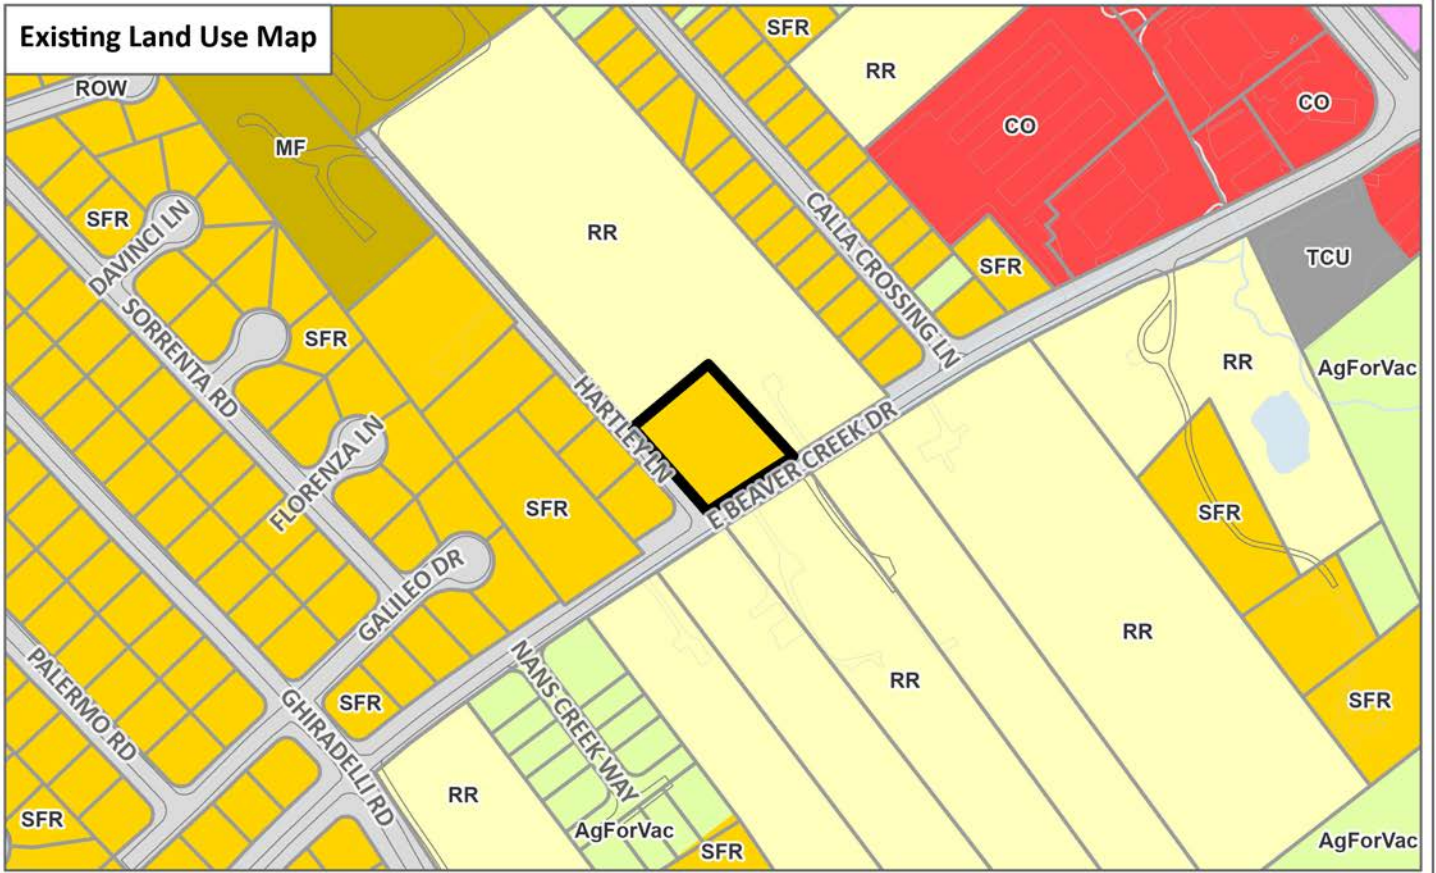 Existing Land Use Map
SFR
RR
ROW
CO
CO
MF
RR
SFR
DAVINCI LN
CALLA CROSSING LN
SFR
TCU
SORRENTA RD
SFR
RR
AgForVac
HARTLEY LN
E BEAVER CREEK DR
FLORENZA LN
SFR
SFR
GALILEO DR
RR
RR
NANS CREEK WAY
PALERMO RD
GHIRADELLI RD
SFR
SFR
RR
SFR
AgForVac
SFR
AgForVac